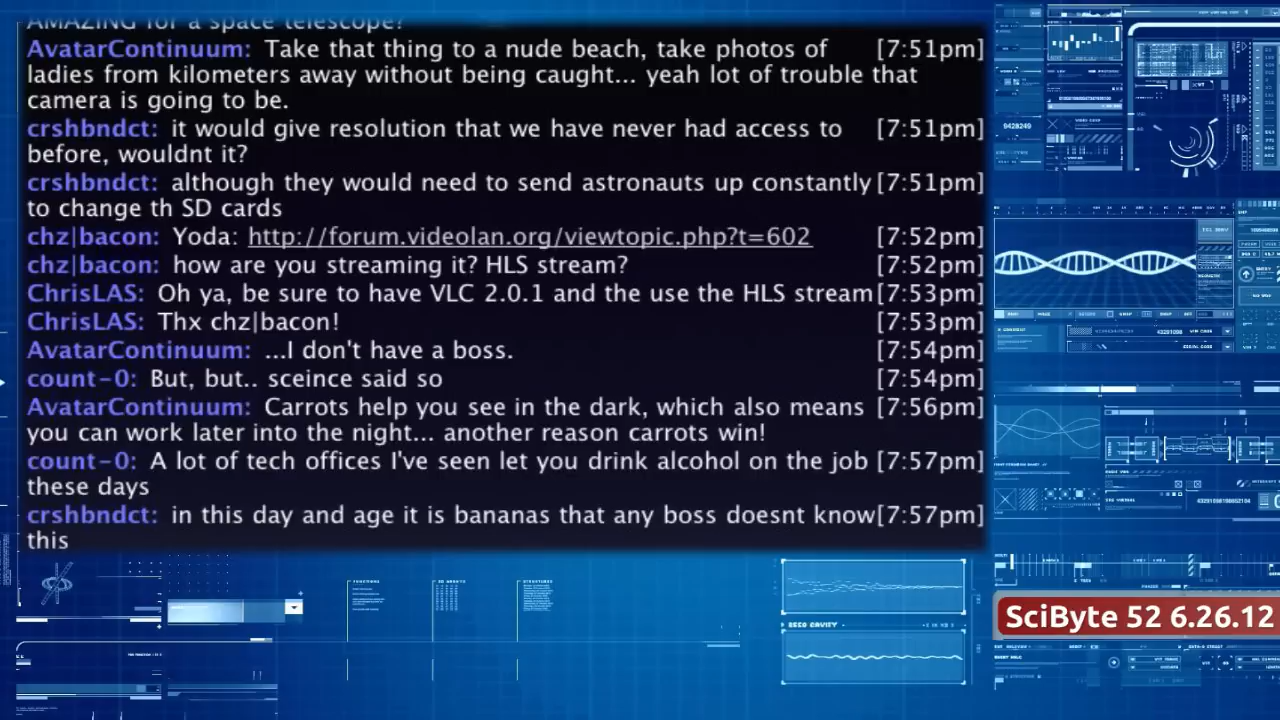 AMAZING for a space telescope?
AvatarContinuum: Take that thing to a nude beach, take photos of [7:51pm]
ladies from kilometers away without being caught... yeah lot of trouble that
camera is going to be.
crshbndct: it would give resolution that we have never had access to [7:51pm]
before, wouldnt it?
crshbndct: although they would need to send astronauts up constantly [7:51pm]
to change th SD cards
chz|bacon: Yoda: http://forum.videolan.org/viewtopic.php?t=602 [7:52pm]
chz|bacon: how are you streaming it? HLS stream? [7:52pm]
ChrisLAS: Oh ya, be sure to have VLC 2.0.1 and the use the HLS stream [7:53pm]
ChrisLAS: Thx chz|bacon! [7:53pm]
AvatarContinuum: ...I don't have a boss. [7:54pm]
count-0: But, but.. sceince said so [7:54pm]
AvatarContinuum: Carrots help you see in the dark, which also means [7:56pm]
you can work later into the night... another reason carrots win!
count-0: A lot of tech offices I've seen let you drink alcohol on the job [7:57pm]
these days
crshbndct: in this day and age it is bananas that any boss doesnt know [7:57pm]
this
9428249
SciByte 52 6.26.12